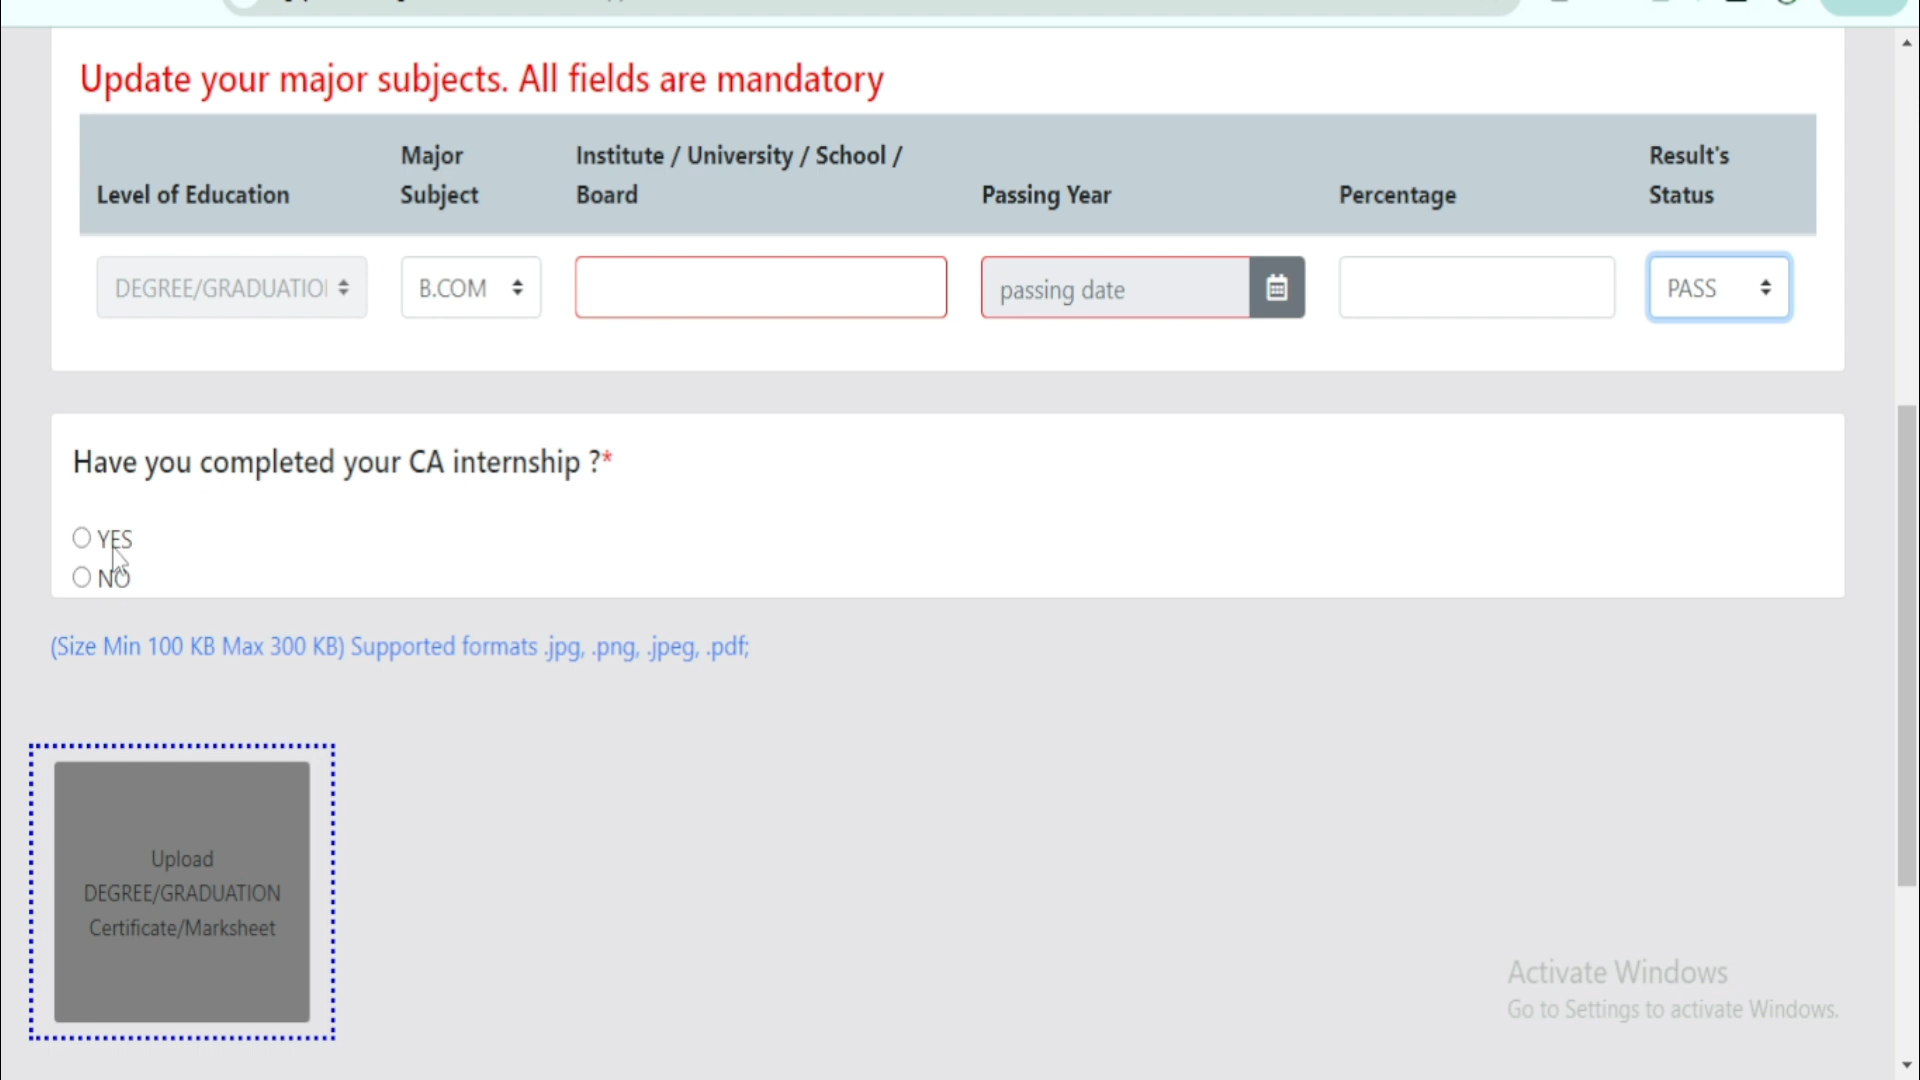 Update your major subjects. All fields are mandatory
Level of Education
Major
Subject
Institute / University / School /
Board
Passing Year
Percentage
Result's
Status
DEGREE/GRADUATIO
B.COM
passing date
PASS
Have you completed your CA internship ?*
YES
NO
(Size Min 100 KB Max 300 KB) Supported formats .jpg, .png, .jpeg, .pdf;
Upload
DEGREE/GRADUATION
Certificate/Marksheet
Activate Windows
Go to Settings to activate Windows.